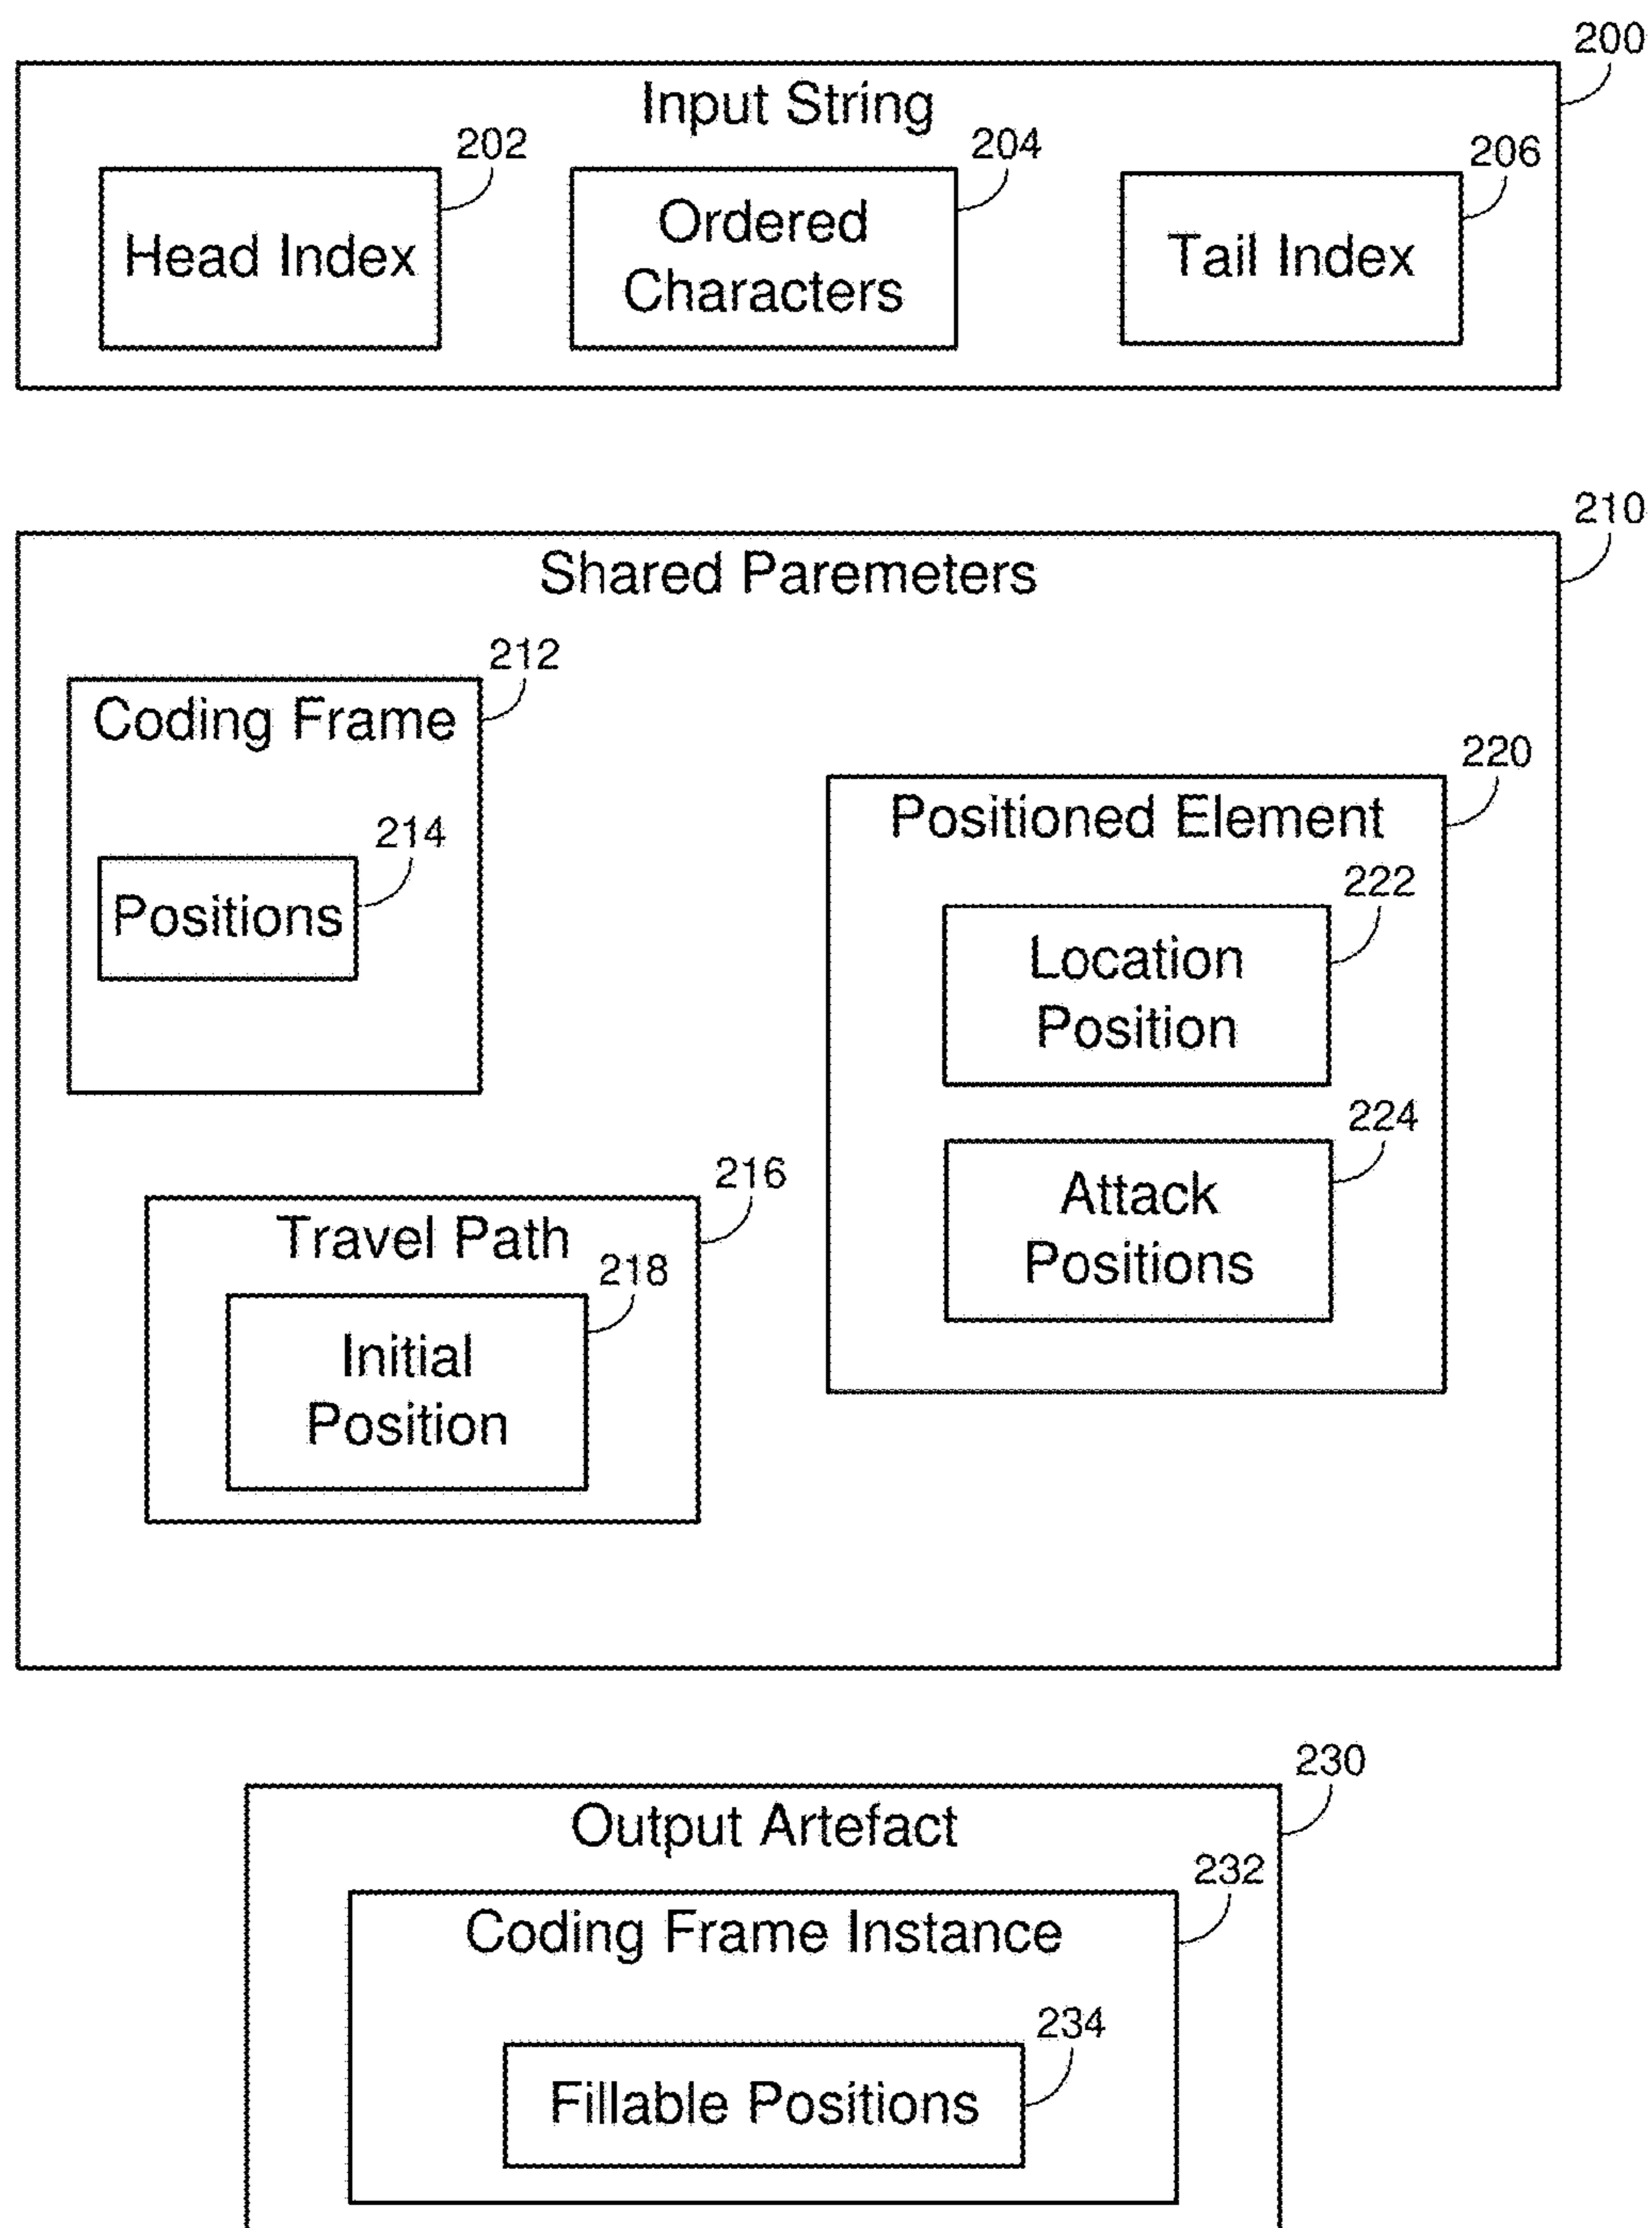 200
Input String
202
204
206
Head Index
Ordered
Characters
Tail Index
210
Shared Paremeters
212
Coding Frame
214
Positions
220
Positioned Element
222
Location
Position
224
Attack
Positions
216
Travel Path
218
Initial
Position
230
Output Artefact
232
Coding Frame Instance
234
Fillable Positions